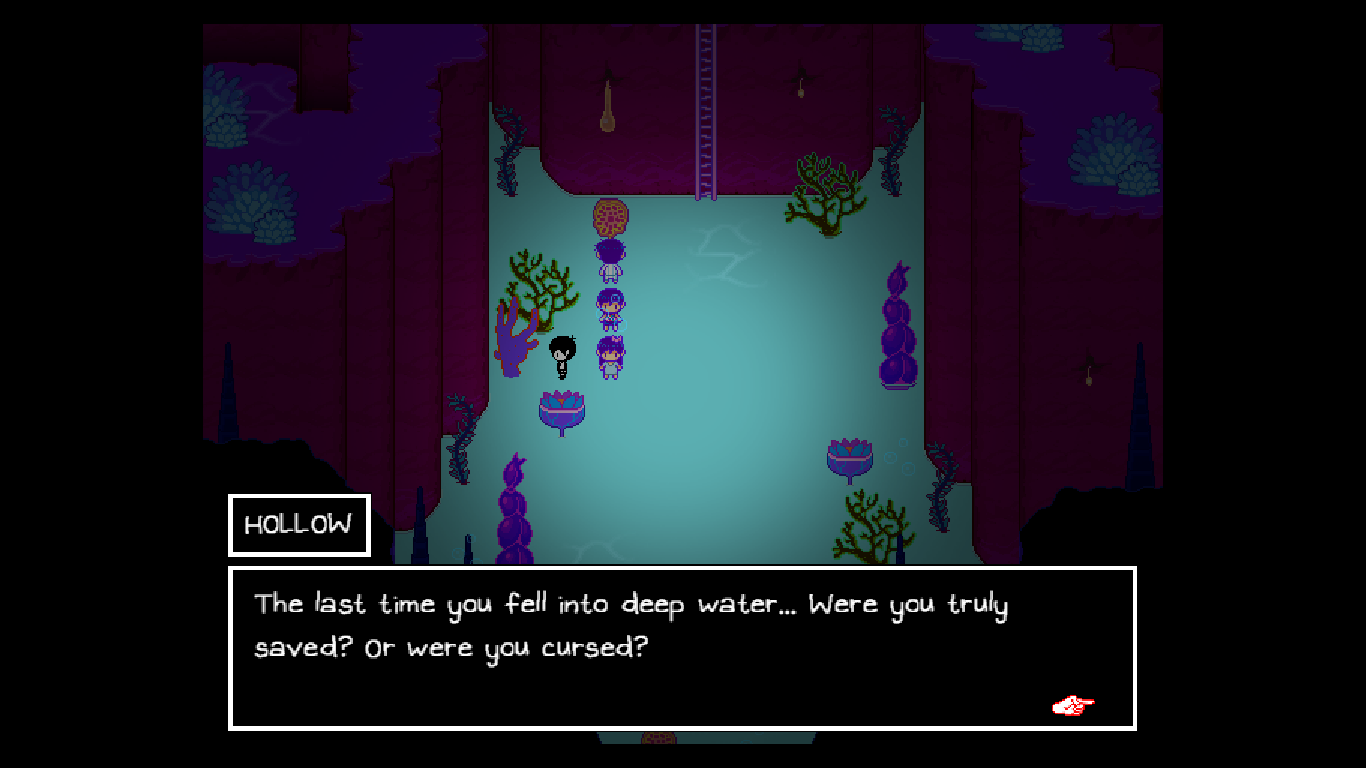 HOLLOW
The last time you fell into deep water... Were you truly
saved? Or were you cursed?